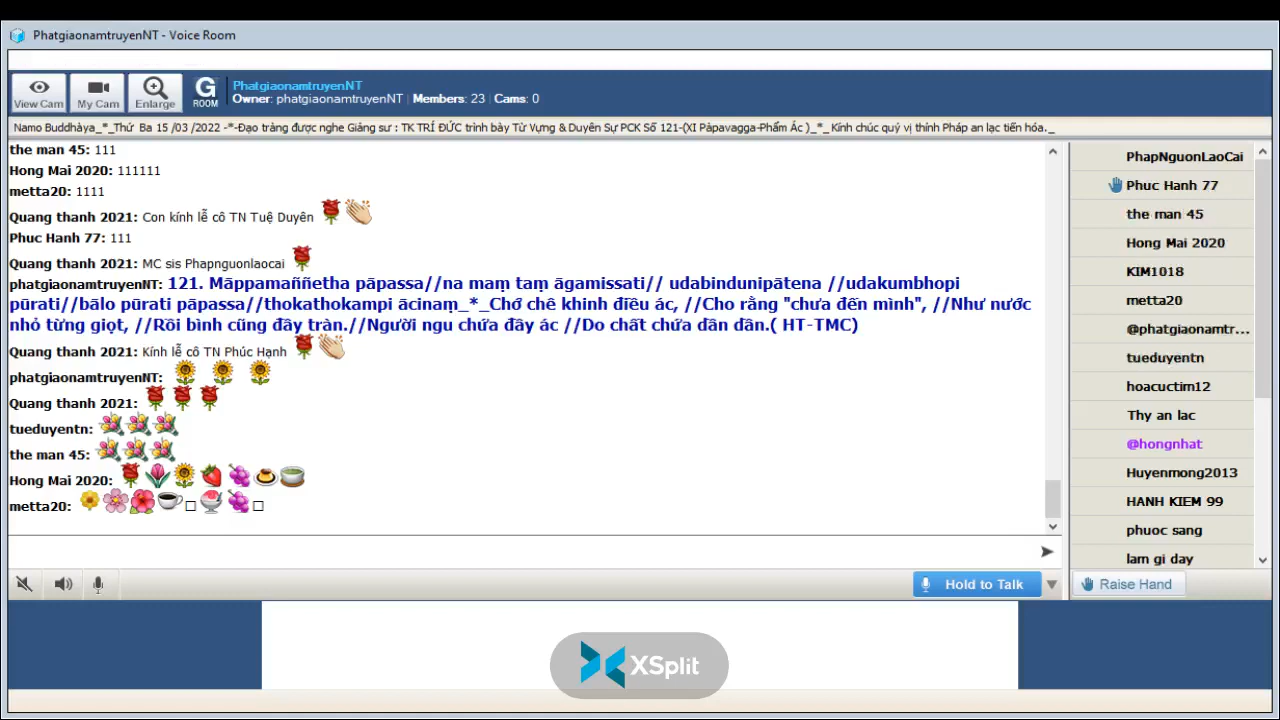 PhatgiaonamtruyenNT - Voice Room
View Cam
My Cam
Enlarge
G ROOM
PhatgiaonamtruyenNT
Owner: phatgiaonamtruyenNT | Members: 23 | Cams: 0
Namo Buddhàya_*_Thứ Ba 15 /03 /2022 -*-Đạo tràng được nghe Giảng sư : TK TRÍ ĐỨC trình bày Từ Vựng & Duyên Sự PCK Số 121-(XI Pàpavagga-Phẩm Ác )_*_ Kính chúc quý vị thính Pháp an lạc tiến hóa._
the man 45: 111
Hong Mai 2020: 111111
metta20: 1111
Quang thanh 2021: Con kính lễ cô TN Tuệ Duyên
Phuc Hanh 77: 111
Quang thanh 2021: MC sis Phapnguonlaocai
phatgiaonamtruyenNT: 121. Māppamaññetha pāpassa//na maṃ taṃ āgamissati// udabindunipātena //udakumbhopi
pūrati//bālo pūrati pāpassa//thokathokampi ācinaṃ_*_Chớ chê khinh điều ác, //Cho rằng "chưa đến mình", //Như nước
nhỏ từng giọt, //Rồi bình cũng đầy tràn.//Người ngu chứa đầy ác //Do chất chứa dần dần.( HT-TMC)
Quang thanh 2021: Kính lễ cô TN Phúc Hạnh
phatgiaonamtruyenNT:
Quang thanh 2021:
tueduyentn:
the man 45:
Hong Mai 2020:
metta20:
Hold to Talk
PhapNguonLaoCai
Phuc Hanh 77
the man 45
Hong Mai 2020
KIM1018
metta20
@phatgiaonamtr...
tueduyentn
hoacuctim12
Thy an lac
@hongnhat
Huyenmong2013
HANH KIEM 99
phuoc sang
lam gi day
Raise Hand
XSplit